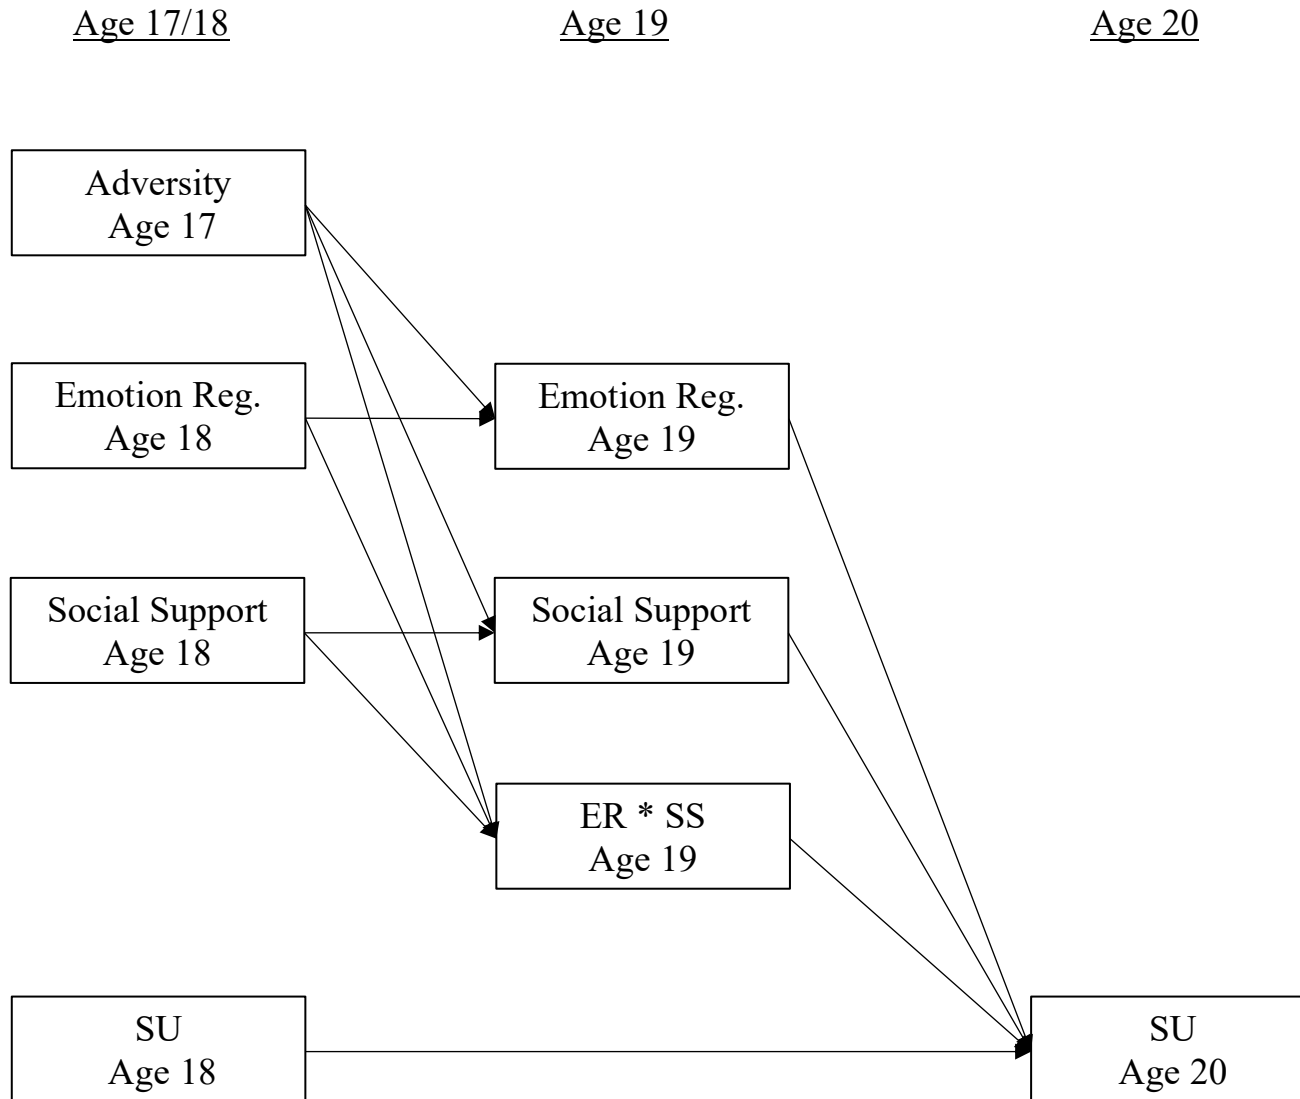 Age 17/18
Age 19
Age 20
Adversity
Age 17
Emotion Reg.
Age 18
Emotion Reg.
Age 19
Social Support
Age 18
Social Support
Age 19
ER * SS
Age 19
SU
Age 18
SU
Age 20